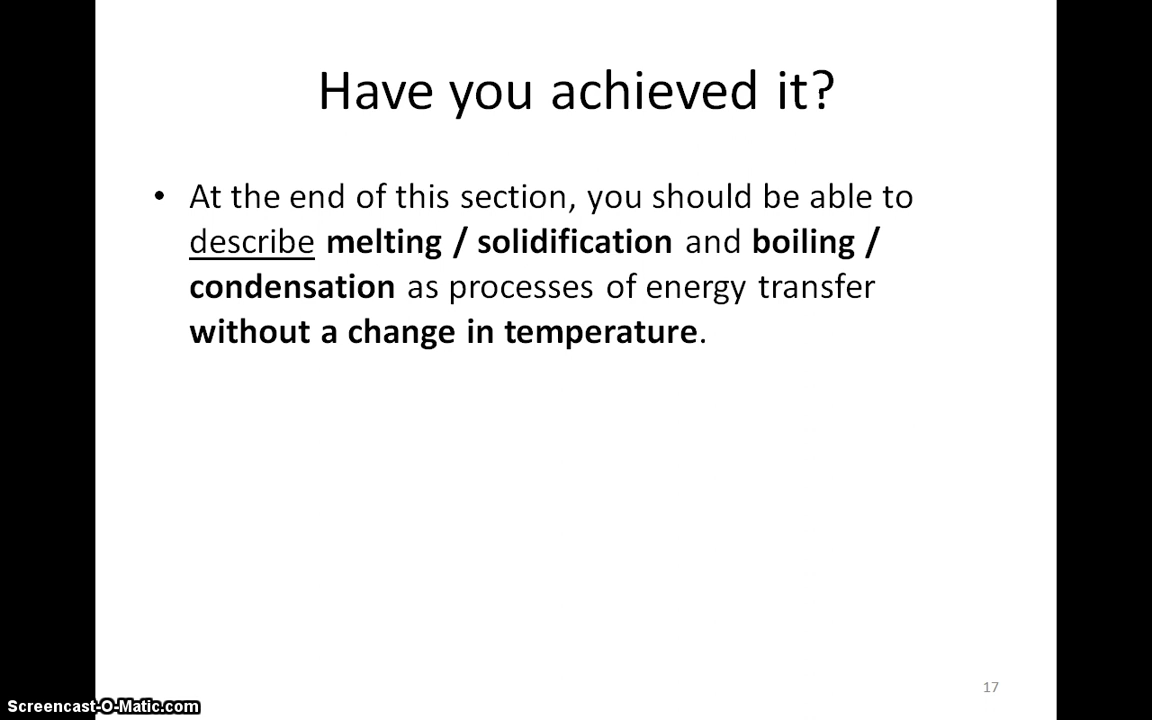 Have you achieved it?
• At the end of this section, you should be able to
describe melting / solidification and boiling /
condensation as processes of energy transfer
without a change in temperature.
17
Screencast-O-Matic.com